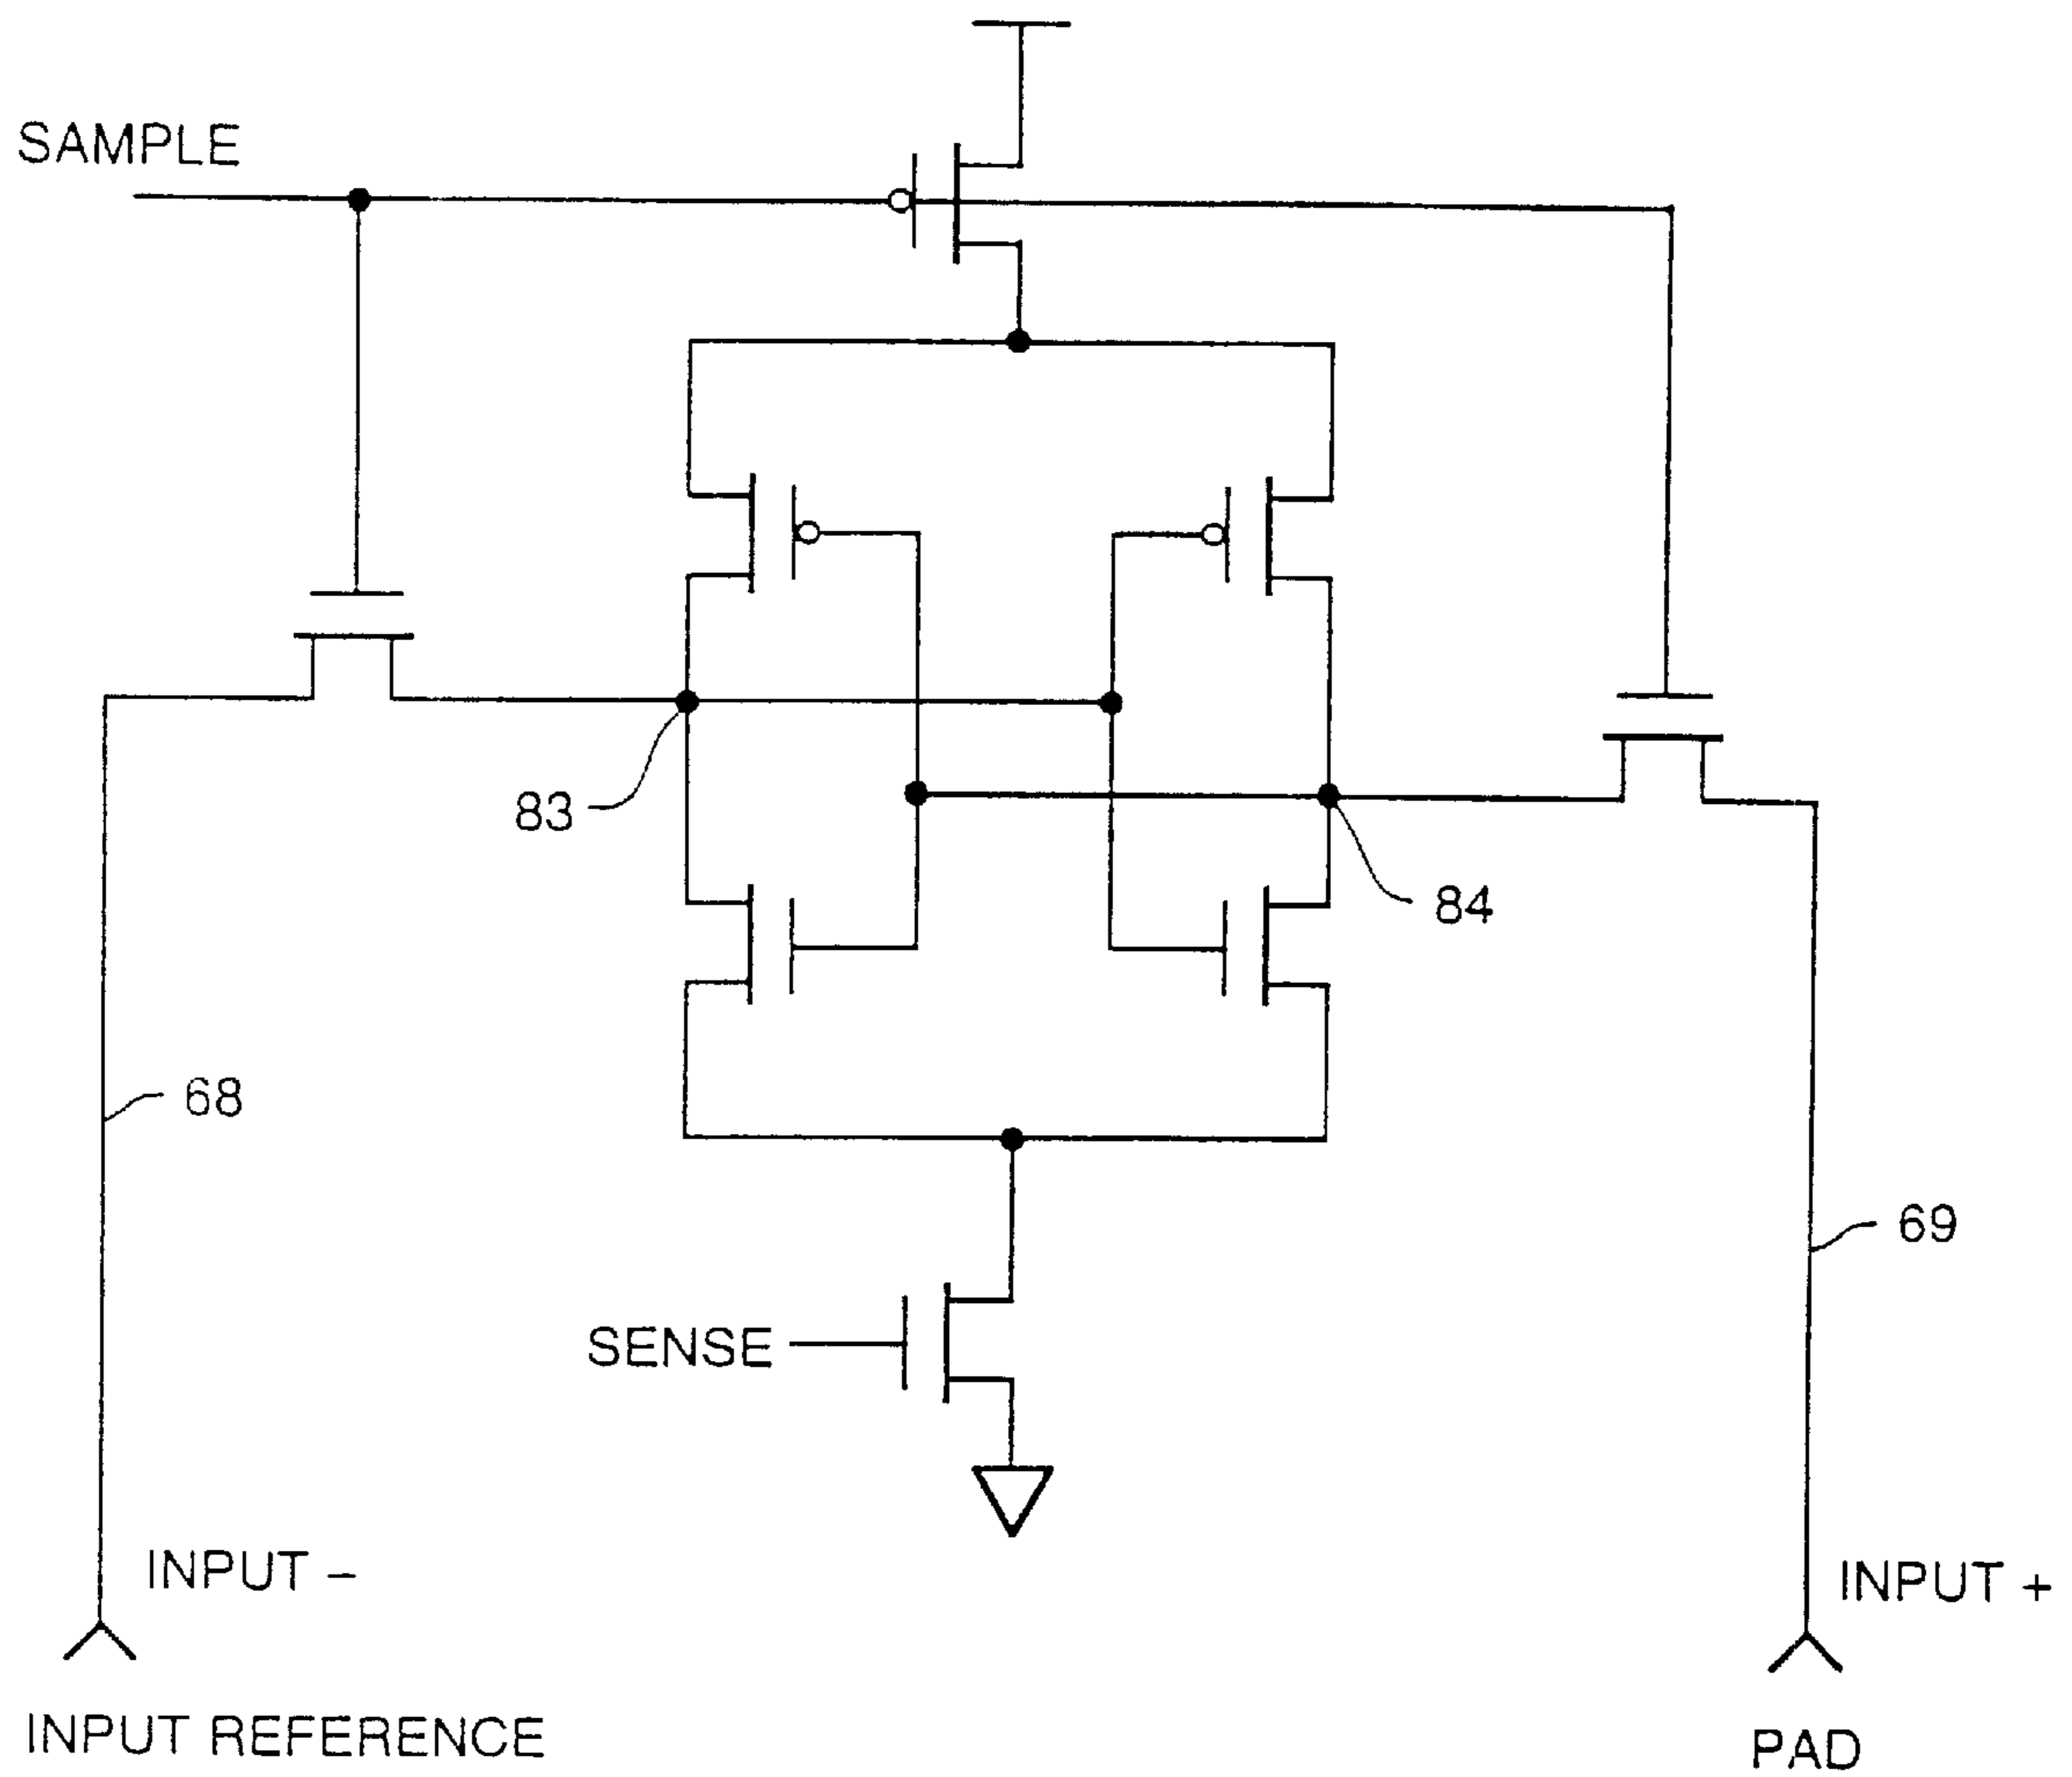 SAMPLE
83
84
68
69
SENSE
INPUT –
INPUT +
INPUT REFERENCE
PAD